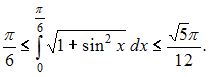 π/6 ≤ ∫₀^{π/6} √(1 + sin² x) dx ≤ √5π/12.